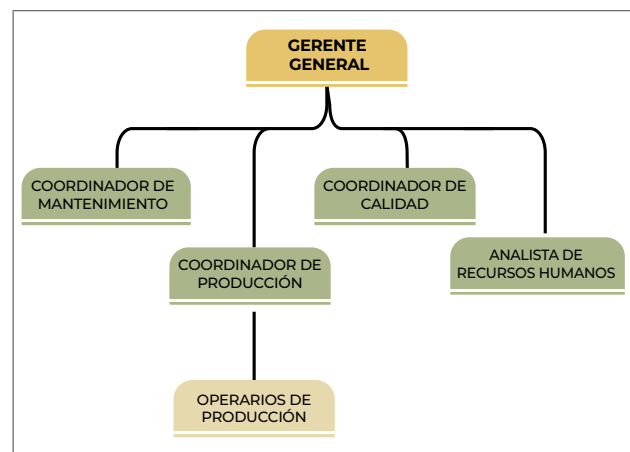 GERENTE
GENERAL
COORDINADOR DE
MANTENIMIENTO
COORDINADOR DE
CALIDAD
COORDINADOR DE
PRODUCCIÓN
ANALISTA DE
RECURSOS HUMANOS
OPERARIOS DE
PRODUCCIÓN